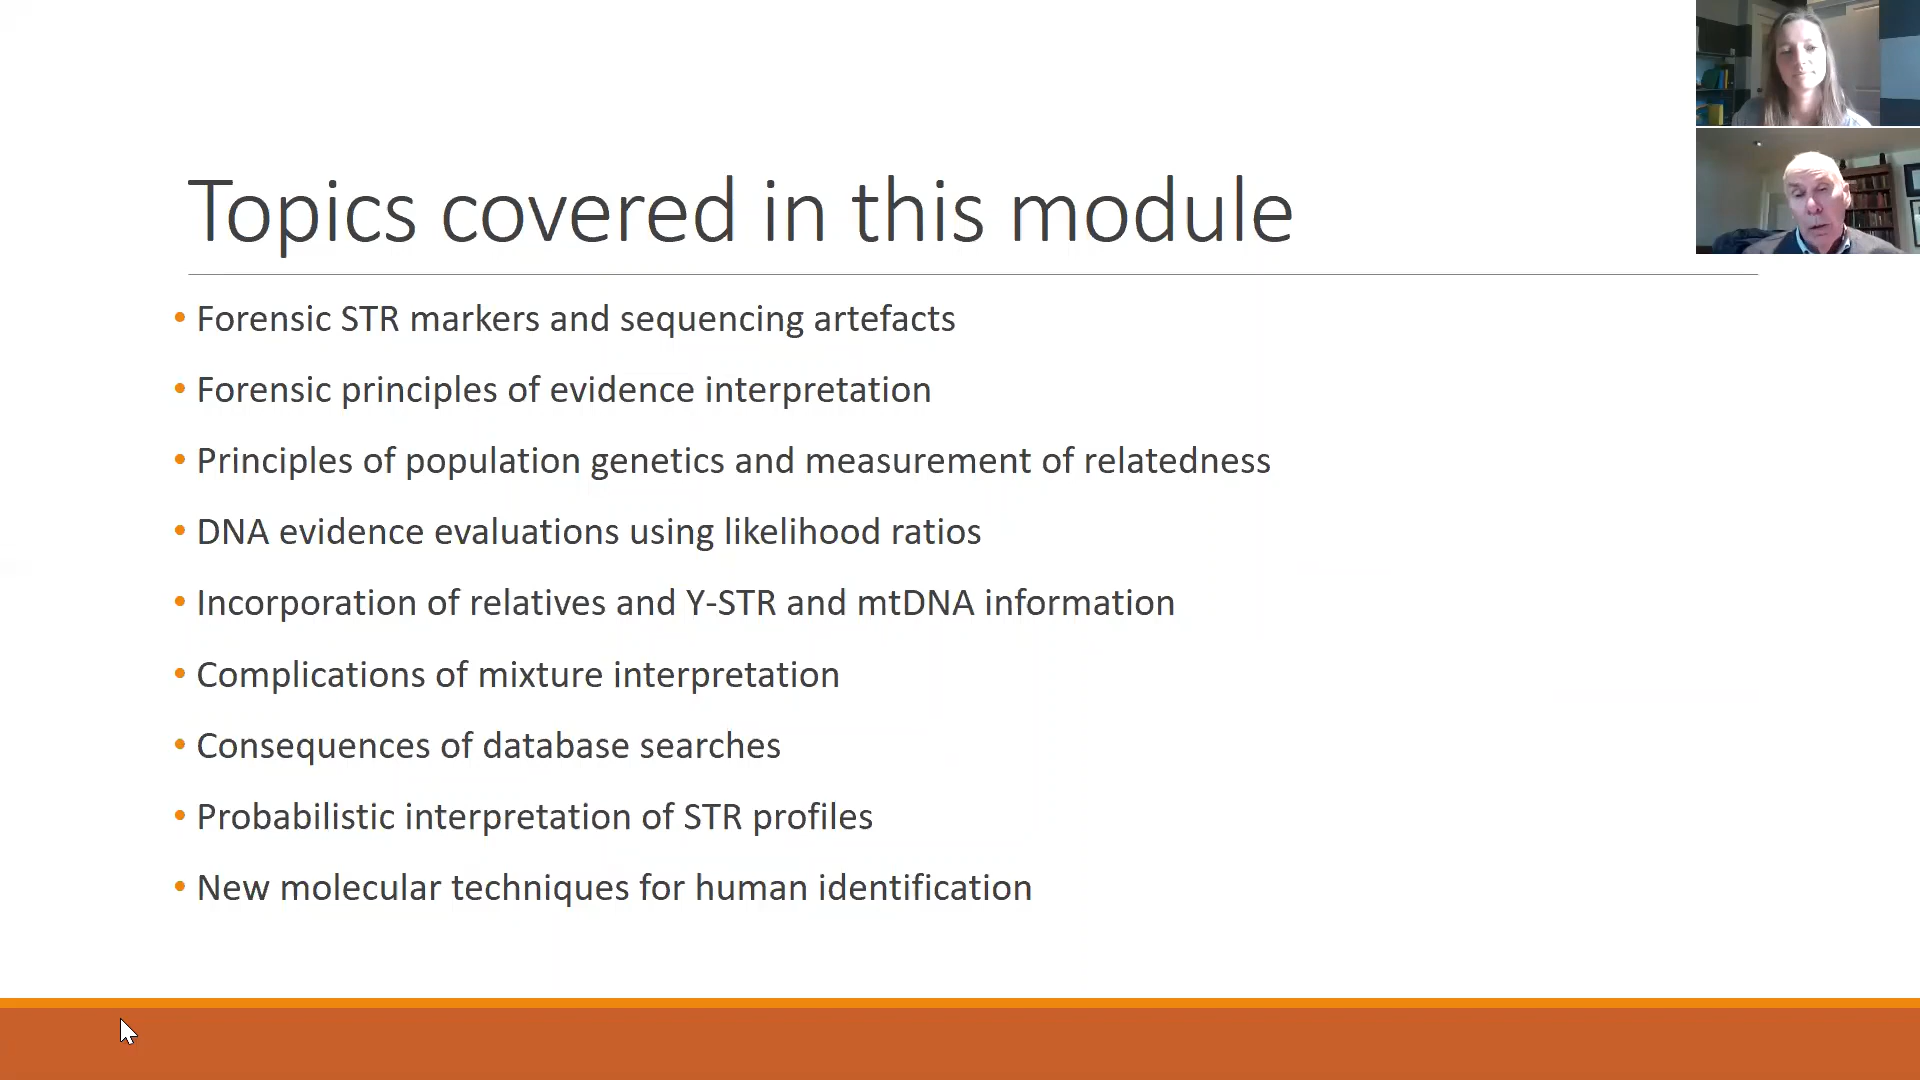 Topics covered in this module
• Forensic STR markers and sequencing artefacts
• Forensic principles of evidence interpretation
• Principles of population genetics and measurement of relatedness
• DNA evidence evaluations using likelihood ratios
• Incorporation of relatives and Y-STR and mtDNA information
• Complications of mixture interpretation
• Consequences of database searches
• Probabilistic interpretation of STR profiles
• New molecular techniques for human identification